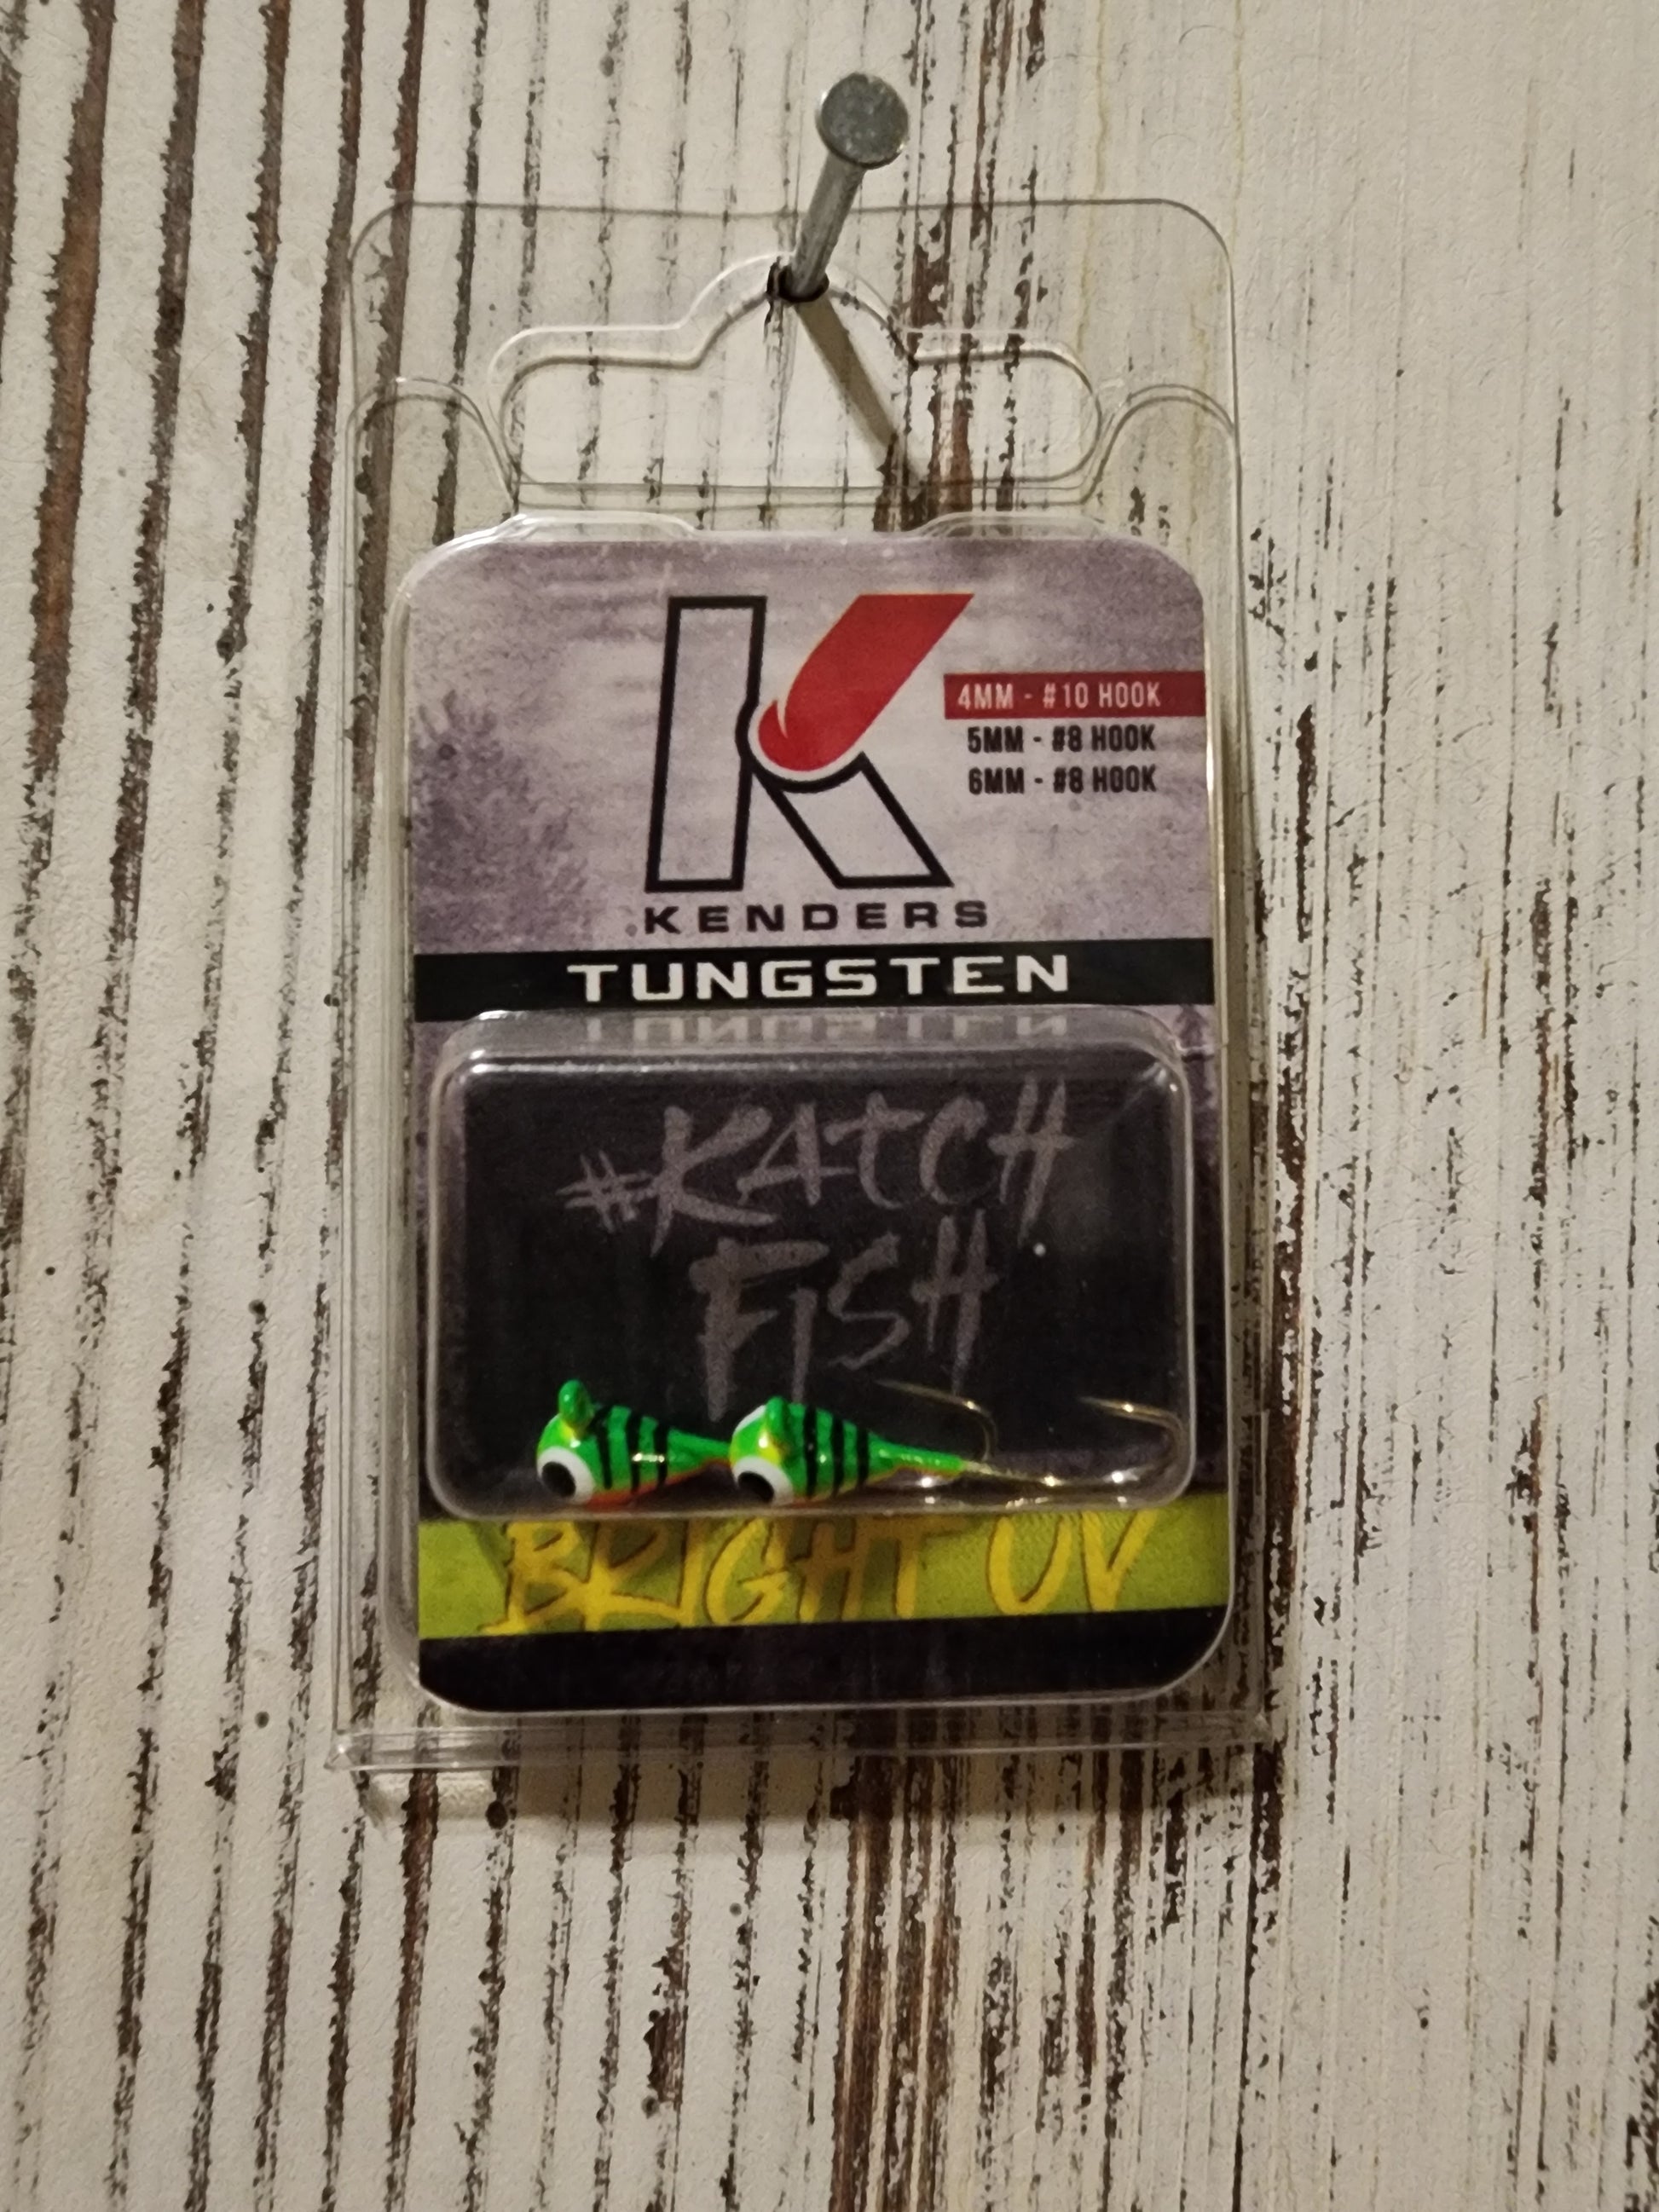 4MM - #10 HOOK
5MM - #8 HOOK
6MM - #8 HOOK
K
KENDERS
TUNGSTEN
#KATCH
FISH
BRIGHT UV